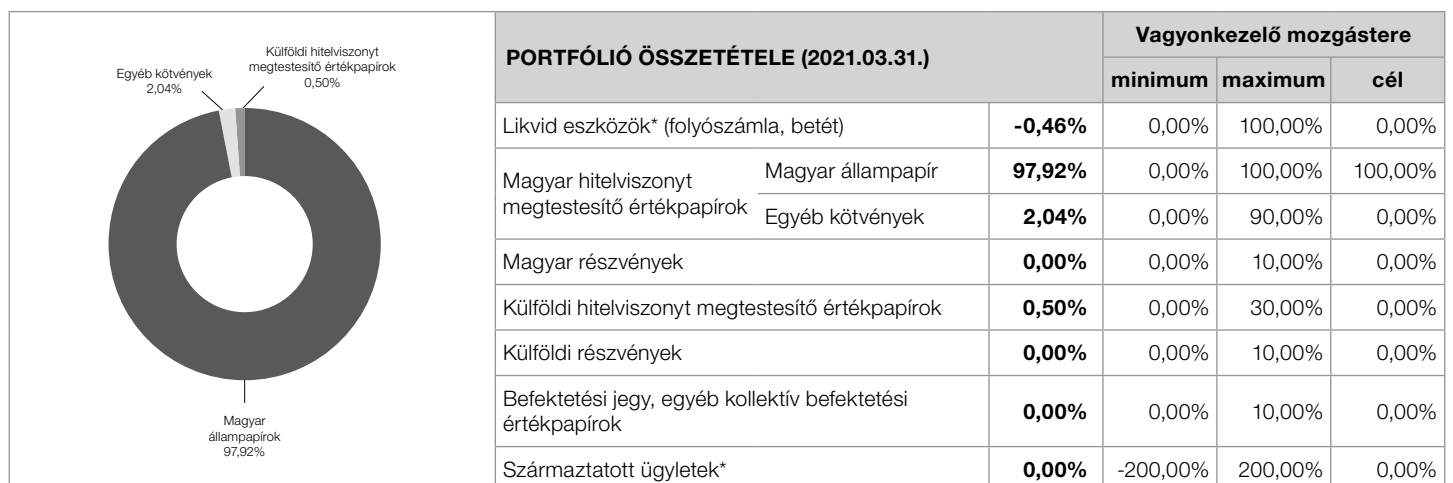 Külföldi hitelviszonyt
megtestesítő értékpapírok
0,50%
Egyéb kötvények
2,04%
Magyar
állampapírok
97,92%
PORTFÓLIÓ ÖSSZETÉTELE (2021.03.31.) Vagyonkezelő mozgástere
minimum maximum cél
Likvid eszközök* (folyószámla, betét) -0,46% 0,00% 100,00% 0,00%
Magyar hitelviszonyt
megtestesítő értékpapírok
Magyar állampapír 97,92% 0,00% 100,00% 100,00%
Egyéb kötvények 2,04% 0,00% 90,00% 0,00%
Magyar részvények 0,00% 0,00% 10,00% 0,00%
Külföldi hitelviszonyt megtestesítő értékpapírok 0,50% 0,00% 30,00% 0,00%
Külföldi részvények 0,00% 0,00% 10,00% 0,00%
Befektetési jegy, egyéb kollektív befektetési
értékpapírok 0,00% 0,00% 10,00% 0,00%
Származtatott ügyletek* 0,00% -200,00% 200,00% 0,00%